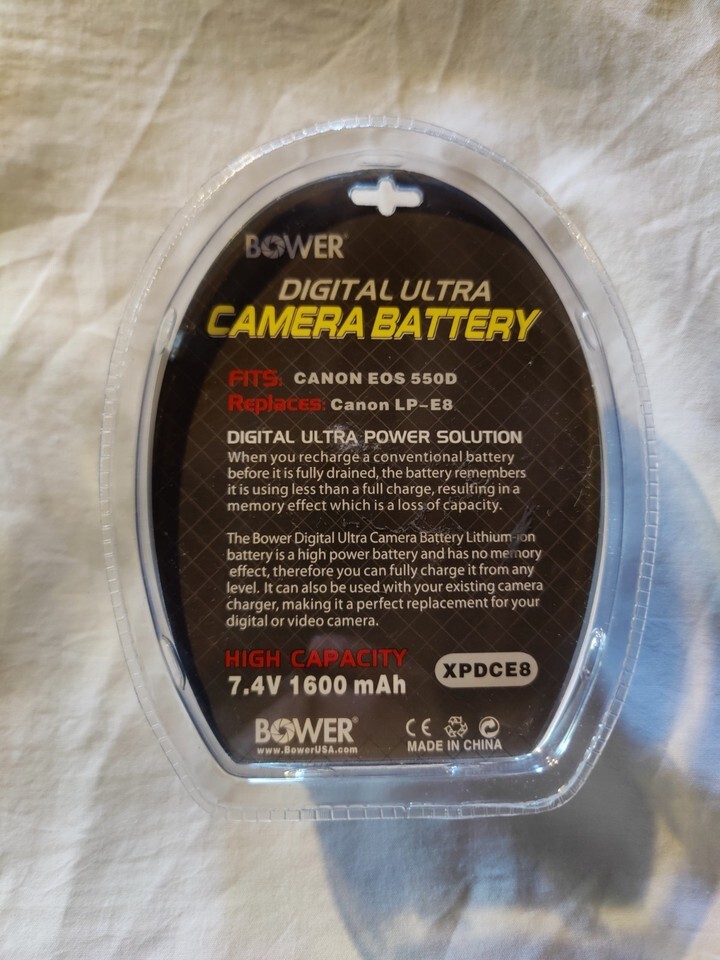 BOWER®
DIGITAL ULTRA
CAMERA BATTERY
FITS: CANON EOS 550D
Replaces: Canon LP-E8
DIGITAL ULTRA POWER SOLUTION
When you recharge a conventional battery
before it is fully drained, the battery remembers
it is using less than a full charge, resulting in a
memory effect which is a loss of capacity.
The Bower Digital Ultra Camera Battery Lithium-ion
battery is a high power battery and has no memory
effect, therefore you can fully charge it from any
level. It can also be used with your existing camera
charger, making it a perfect replacement for your
digital or video camera.
HIGH CAPACITY
7.4V 1600 mAh
XPDCE8
BOWER®
www.BowerUSA.com
CE
MADE IN CHINA